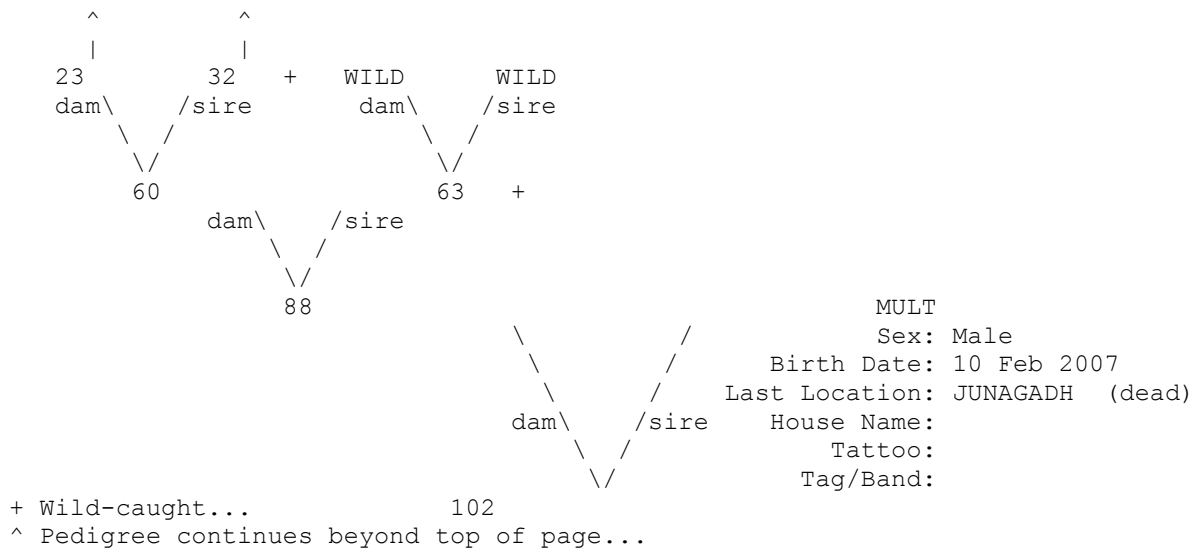 ^ ^
| |
23 32 + WILD WILD
dam\ /sire dam\ /sire
\ / \ /
\/ \/
60 63 +
dam\ /sire
\ /
\/
88 MULT
\ / Sex: Male
\ / Birth Date: 10 Feb 2007
\ / Last Location: JUNAGADH (dead)
dam\ /sire House Name:
\ / Tattoo:
\/ Tag/Band:
+ Wild-caught... 102
^ Pedigree continues beyond top of page...